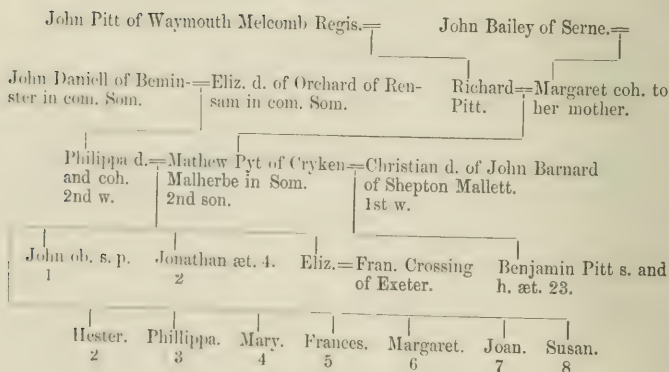 John Pitt of Waymouth Melcomb Regis.= John Bailey of Serne.=
John Daniell of Bemin-=Eliz. d. of Orchard of Ren- Richard=Margaret coh. to
ster in com. Som. sam in com. Som. Pitt. her mother.
Philippa d.=Mathew Pyt of Cryken-=Christian d. of John Barnard
and coh. Malherbe in Som. of Shepton Mallett.
2nd w. 2nd son. 1st w.
John ob. s. p. Jonathan æt. 4. Eliz.=Fran. Crossing Benjamin Pitt s. and
1 2 of Exeter. h. æt. 23.
Hester. Phillippa. Mary. Frances. Margaret. Joan. Susan.
2 3 4 5 6 7 8